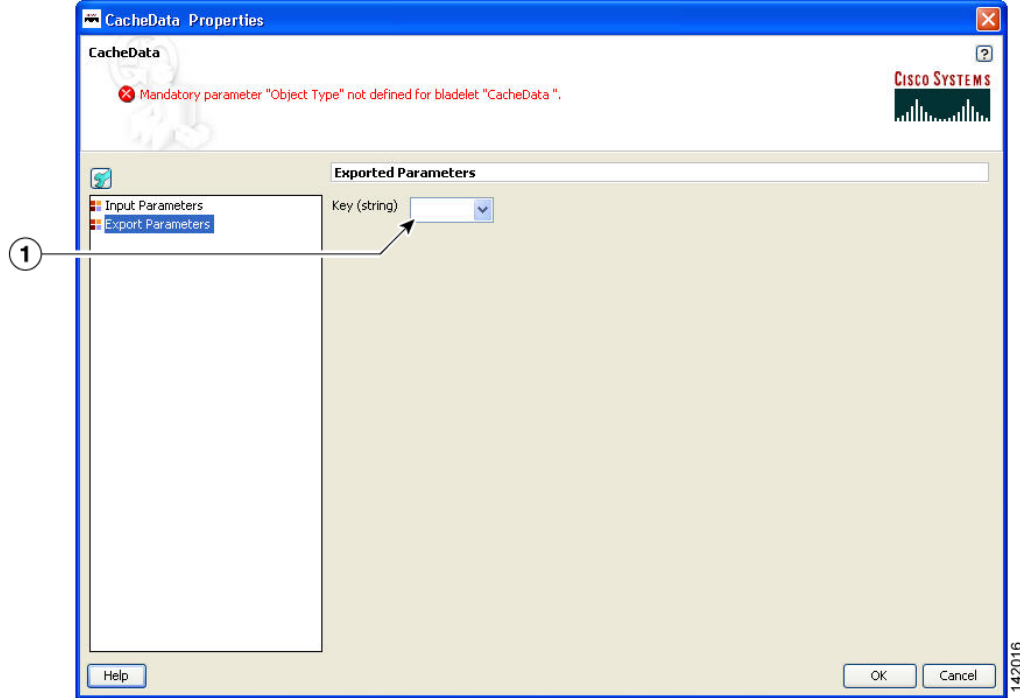 CacheData Properties
CacheData
?
CISCO SYSTEMS
Mandatory parameter "Object Type" not defined for bladelet "CacheData ".
Exported Parameters
Input Parameters
Key (string)
Export Parameters
1
Help
OK
Cancel
142016